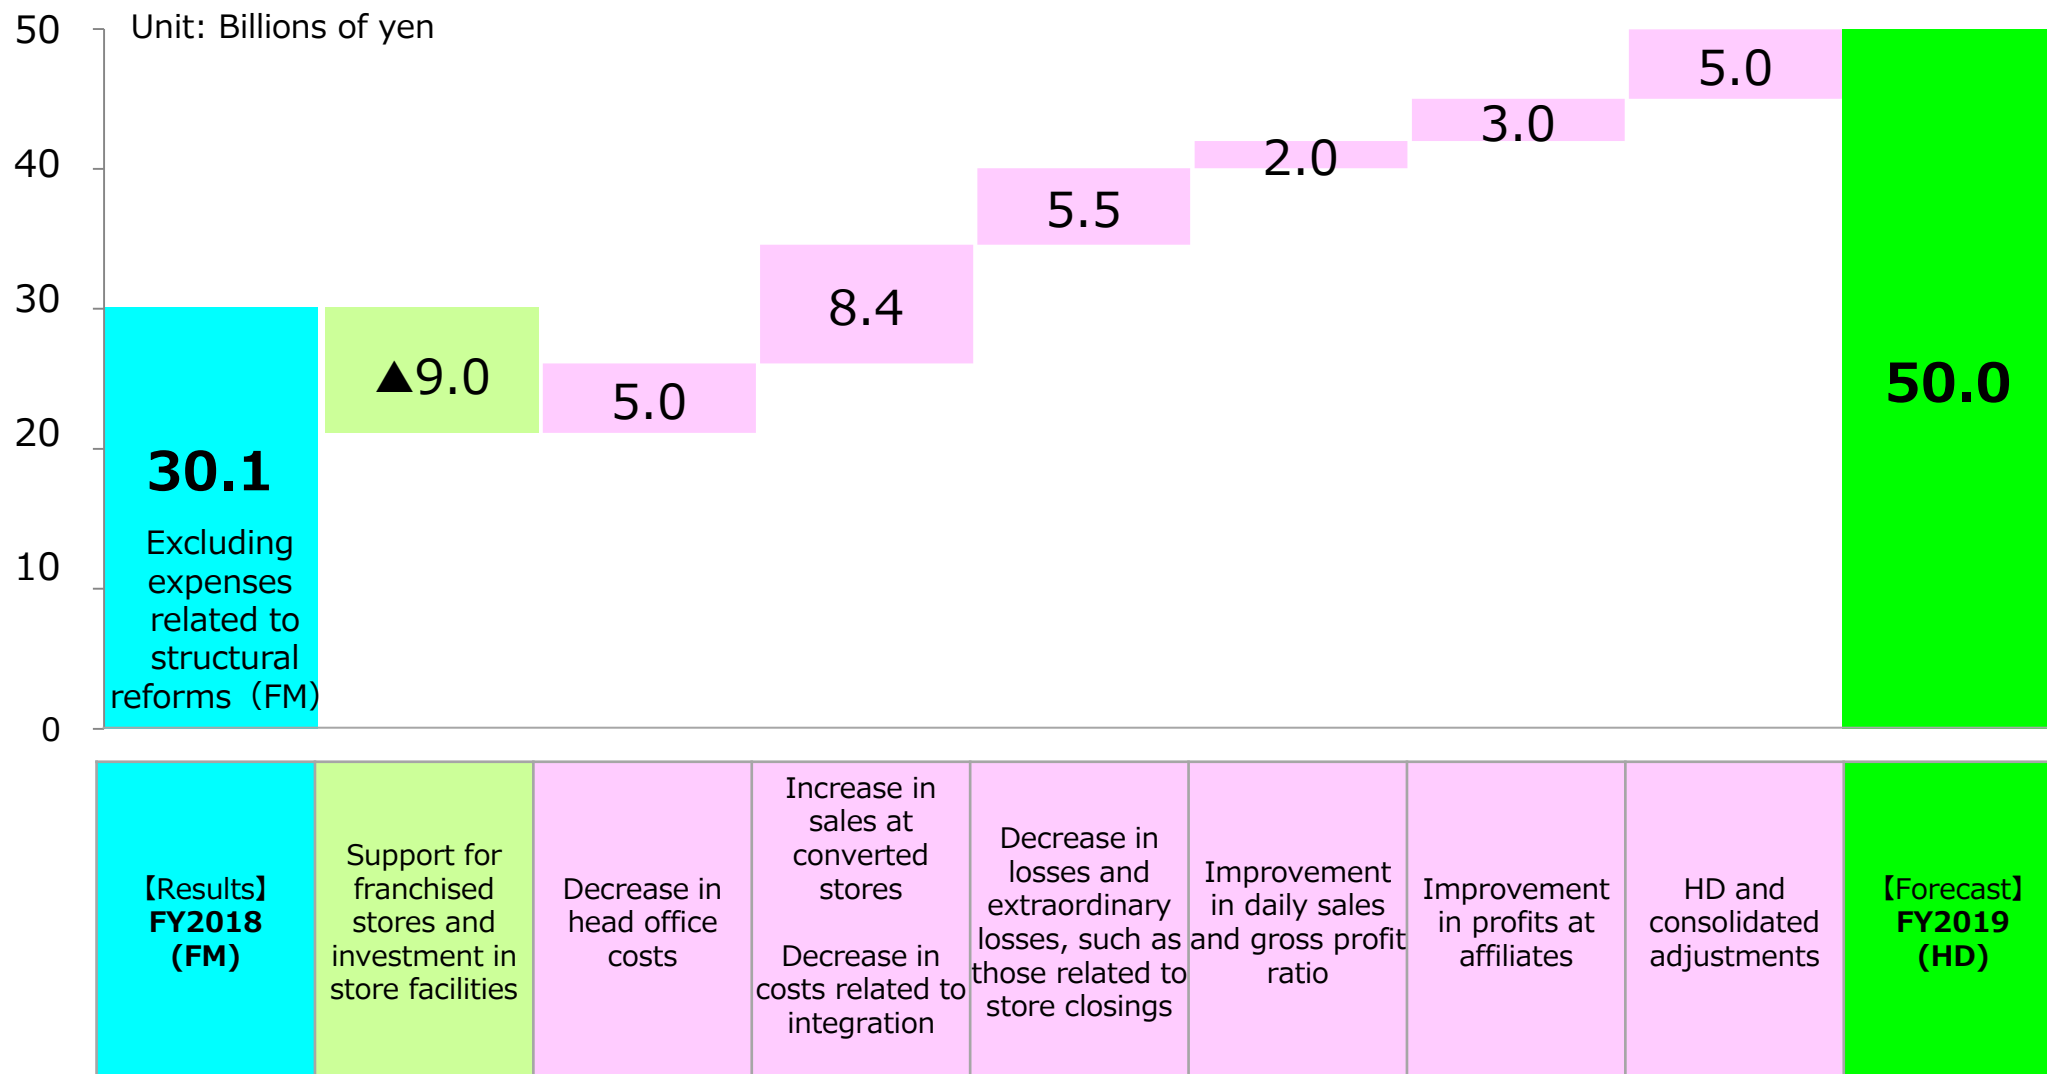 Unit: Billions of yen
50
40
30
20
10
0
30.1
Excluding
expenses
related to
structural
reforms（FM）
▲9.0
5.0
8.4
5.5
2.0
3.0
5.0
50.0
【Results】
FY2018
(FM)
Support for
franchised
stores and
investment in
store facilities
Decrease in
head office
costs
Increase in
sales at
converted
stores
Decrease in
costs related to
integration
Decrease in
losses and
extraordinary
losses, such as
those related to
store closings
Improvement
in daily sales
and gross profit
ratio
Improvement
in profits at
affiliates
HD and
consolidated
adjustments
【Forecast】
FY2019
(HD)